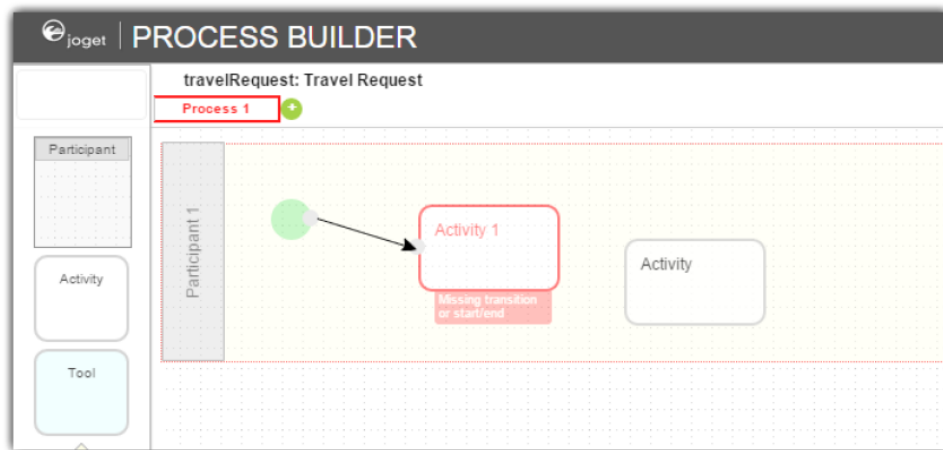 joget | PROCESS BUILDER
travelRequest: Travel Request
Process 1 +
Participant
Activity
Tool
Participant 1
Activity 1
Missing transition
or start/end
Activity